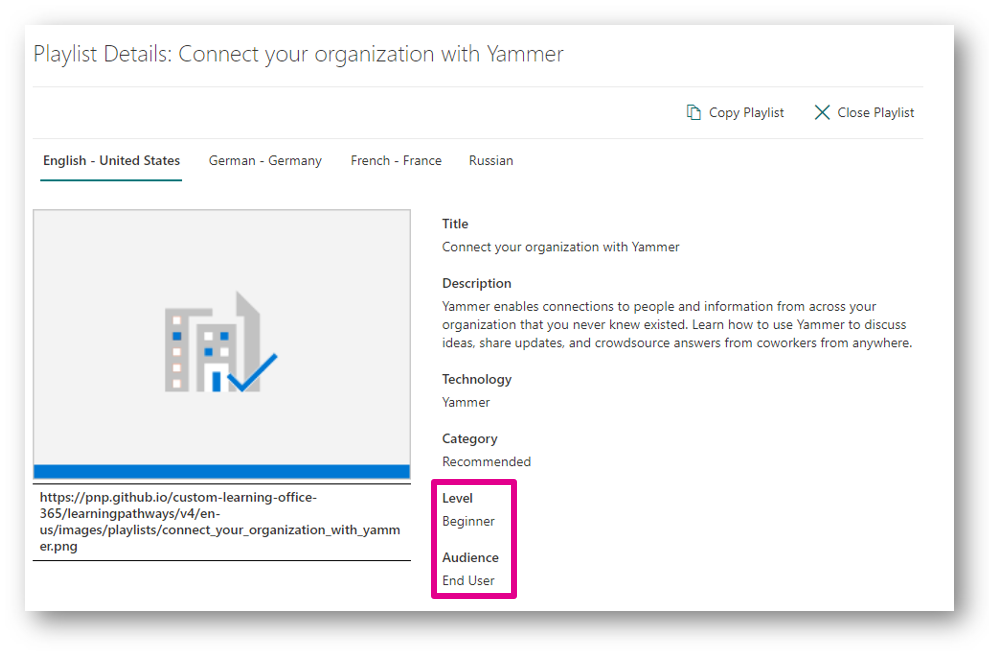 Playlist Details: Connect your organization with Yammer
Copy Playlist
Close Playlist
English - United States
German - Germany
French - France
Russian
Title
Connect your organization with Yammer
Description
Yammer enables connections to people and information from across your
organization that you never knew existed. Learn how to use Yammer to discuss
ideas, share updates, and crowdsource answers from coworkers from anywhere.
Technology
Yammer
Category
Recommended
Level
Beginner
Audience
End User
https://pnp.github.io/custom-learning-office-
365/learningpathways/v4/en-
us/images/playlists/connect_your_organization_with_yamm
er.png